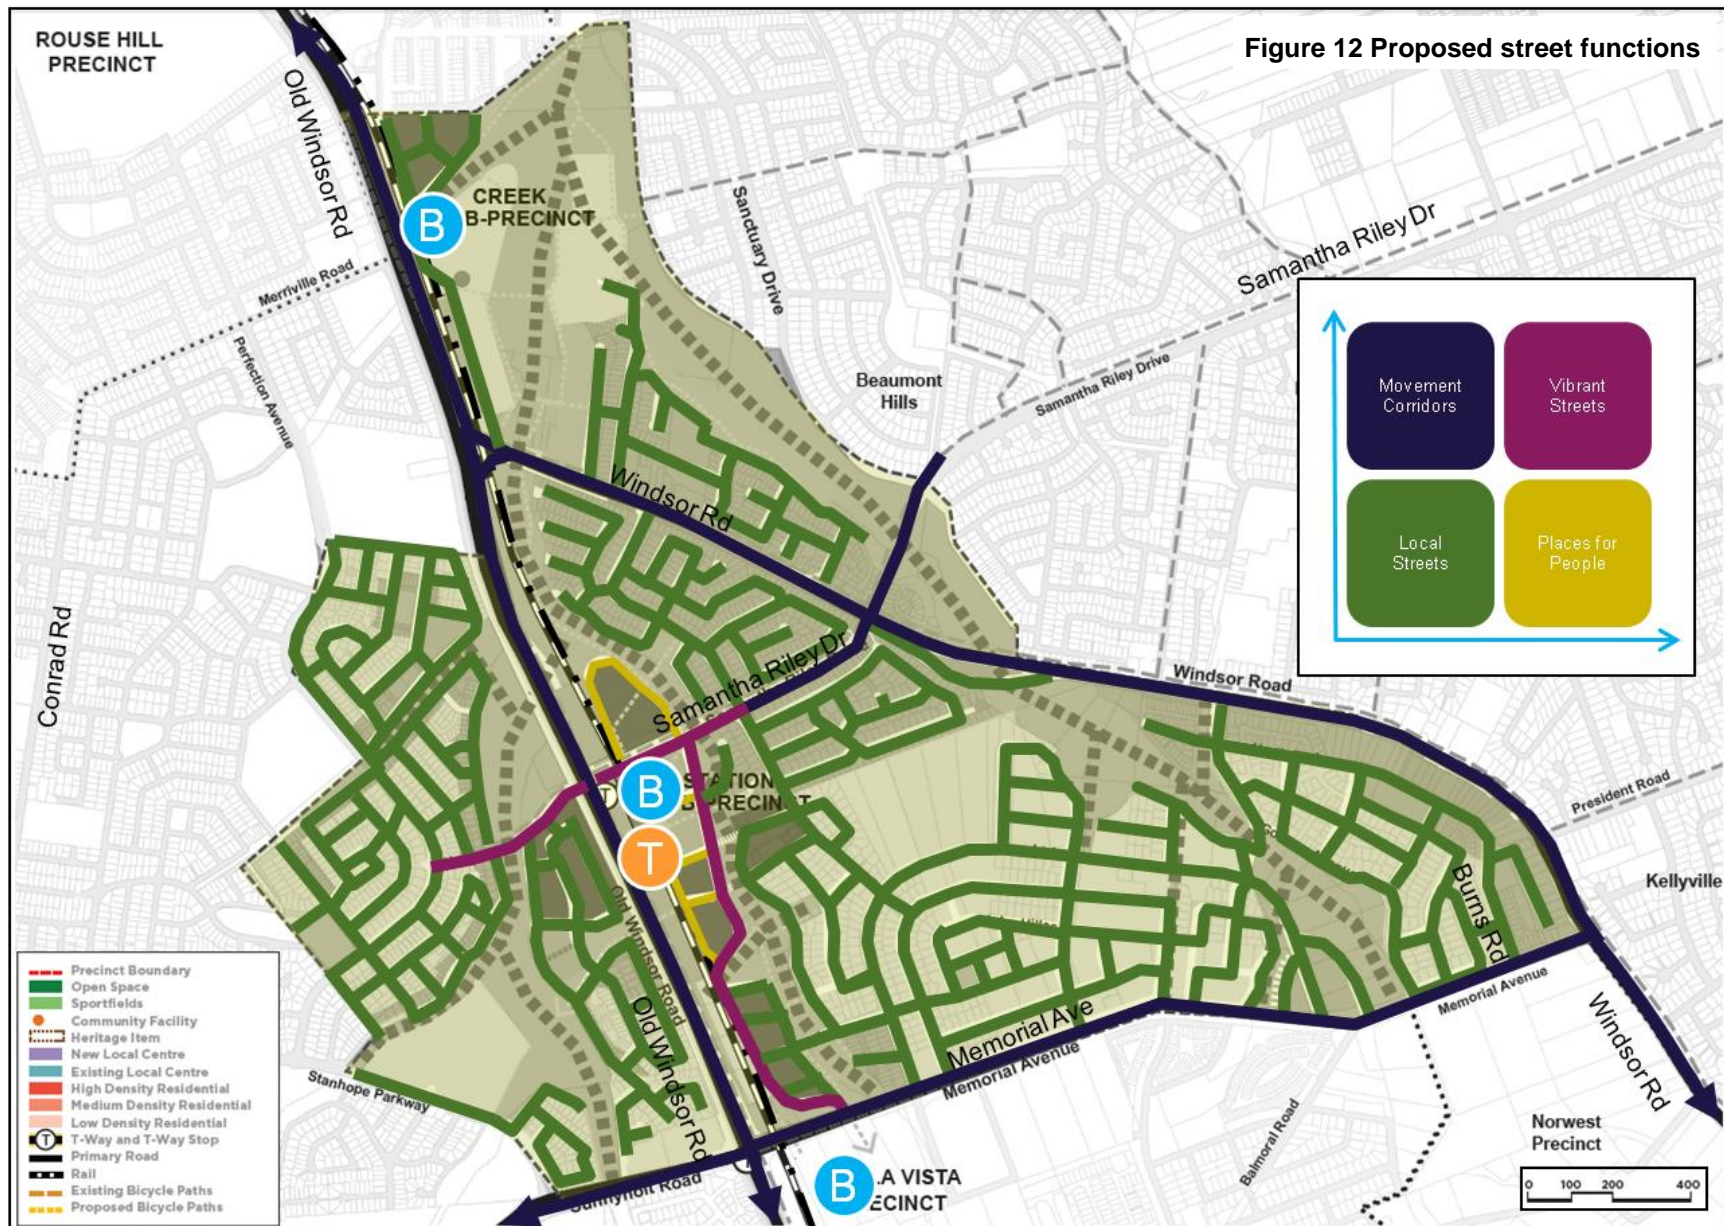 Figure 12 Proposed street functions
ROUSE HILL
PRECINCT
Old Windsor Rd
CREEK
B-PRECINCT
B
Merriville Road
Perfection Avenue
Sanctuary Drive
Samantha Riley Dr
Samantha Riley Drive
Beaumont
Hills
Movement
Corridors
Vibrant
Streets
Local
Streets
Places for
People
Windsor Rd
Conrad Rd
Samantha Riley Dr
Windsor Road
B
T
STATION
B-PRECINCT
T
President Road
Kellyville
Burns Rd
Old Windsor Road
Old Windsor Rd
Memorial Ave
Memorial Avenue
Memorial Avenue
Windsor Rd
Stanhope Parkway
Sunnyholt Road
Balmoral Road
Norwest
Precinct
B
LA VISTA
ECINCT
Precinct Boundary
Open Space
Sportfields
Community Facility
Heritage Item
New Local Centre
Existing Local Centre
High Density Residential
Medium Density Residential
Low Density Residential
T T-Way and T-Way Stop
Primary Road
Rail
Existing Bicycle Paths
Proposed Bicycle Paths
0 100 200 400